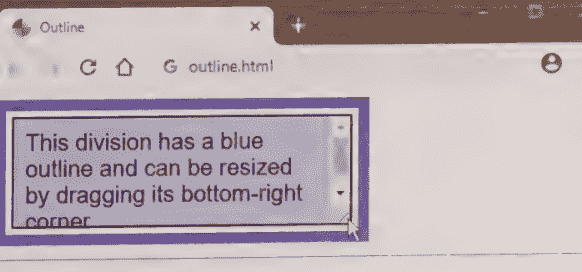 Outline
outline.html
This division has a blue
outline and can be resized
by dragging its bottom-right
corner